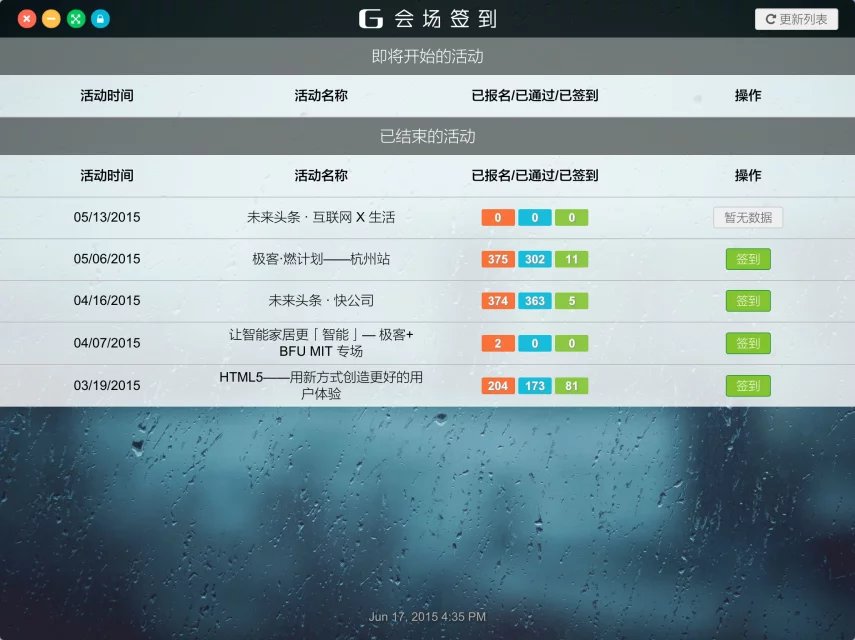 G 会场签到
更新列表
即将开始的活动
活动时间 活动名称 已报名/已通过/已签到 操作
已结束的活动
活动时间 活动名称 已报名/已通过/已签到 操作
05/13/2015 未来头条 · 互联网 X 生活 0 0 0 暂无数据
05/06/2015 极客·燃计划——杭州站 375 302 11 签到
04/16/2015 未来头条 · 快公司 374 363 5 签到
04/07/2015 让智能家居更「智能」— 极客+
BFU MIT 专场 2 0 0 签到
03/19/2015 HTML5——用新方式创造更好的用
户体验 204 173 81 签到
Jun 17, 2015 4:35 PM